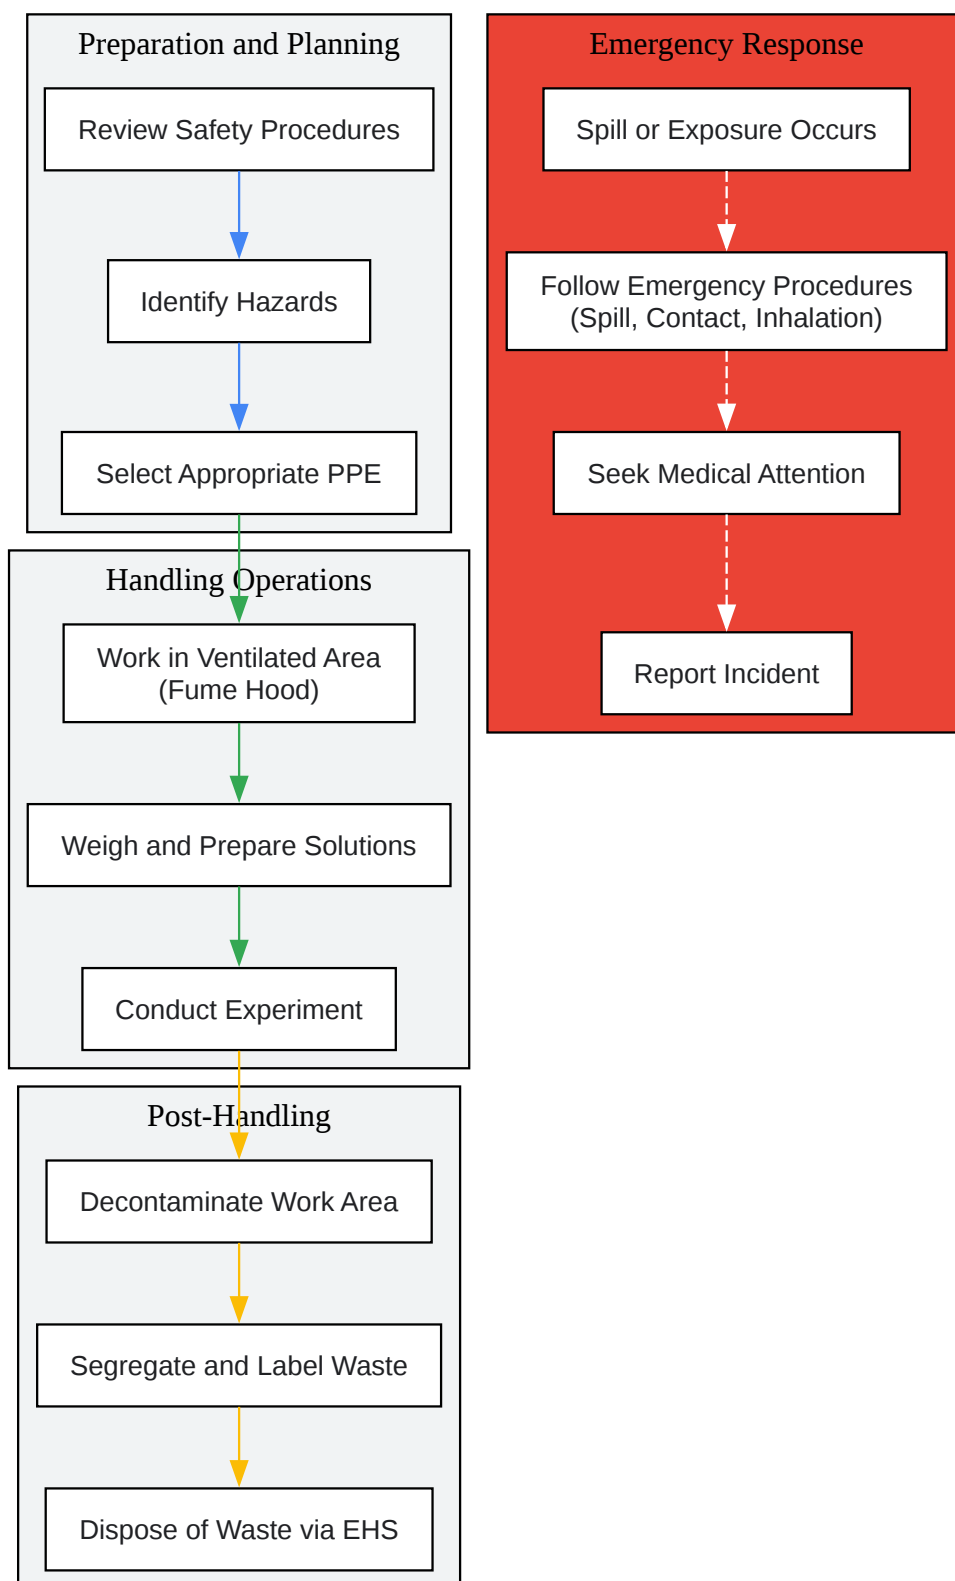 Preparation and Planning
Review Safety Procedures
Identify Hazards
Select Appropriate PPE
Handling Operations
Work in Ventilated Area
(Fume Hood)
Weigh and Prepare Solutions
Conduct Experiment
Post-Handling
Decontaminate Work Area
Segregate and Label Waste
Dispose of Waste via EHS
Emergency Response
Spill or Exposure Occurs
Follow Emergency Procedures
(Spill, Contact, Inhalation)
Seek Medical Attention
Report Incident